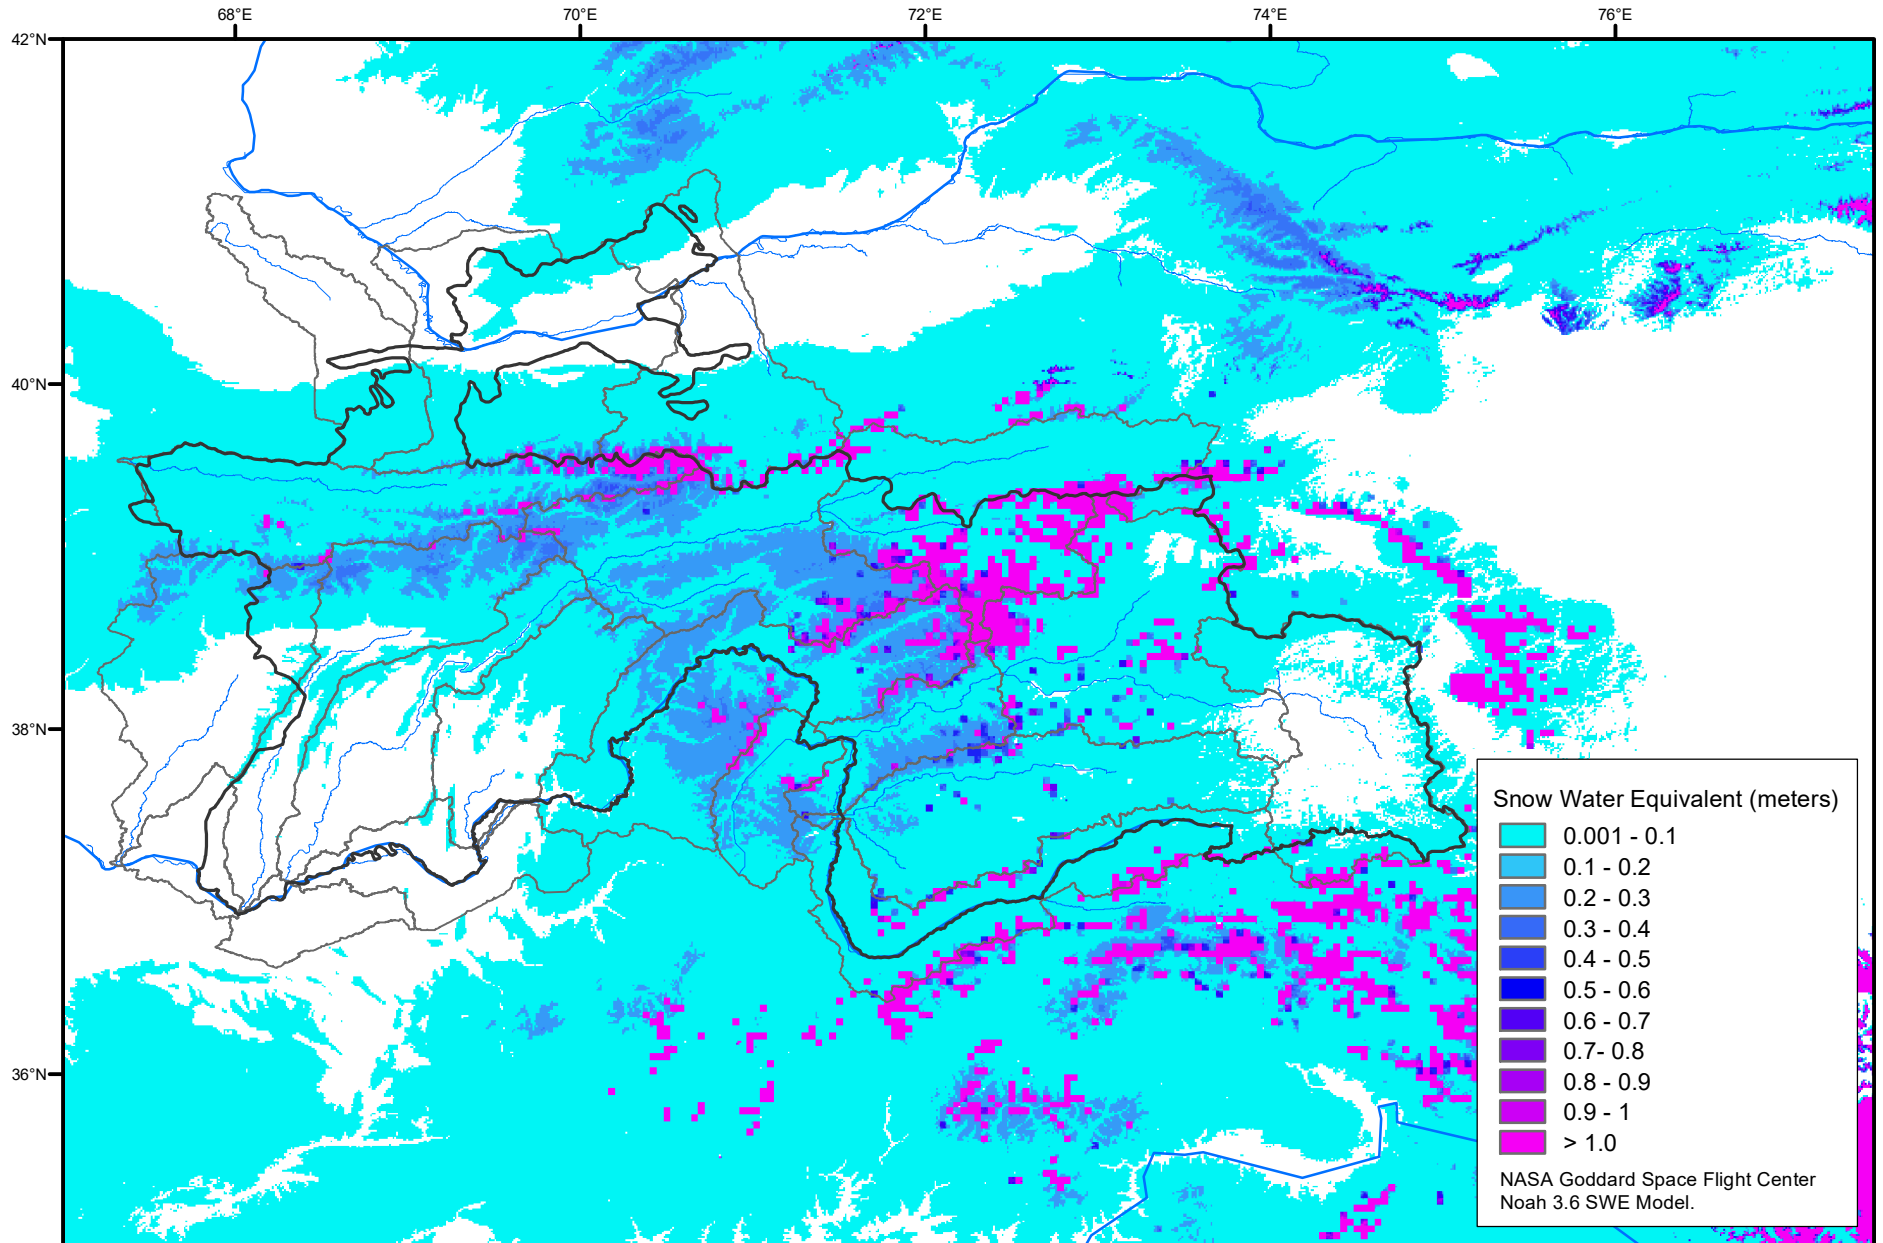 68°E 70°E 72°E 74°E 76°E
42°N
40°N
38°N
36°N
Snow Water Equivalent (meters)
0.001 - 0.1
0.1 - 0.2
0.2 - 0.3
0.3 - 0.4
0.4 - 0.5
0.5 - 0.6
0.6 - 0.7
0.7- 0.8
0.8 - 0.9
0.9 - 1
> 1.0
NASA Goddard Space Flight Center
Noah 3.6 SWE Model.